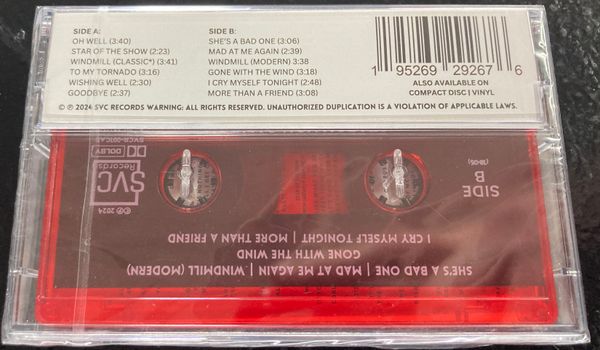 SIDE A:
OH WELL (3:40)
STAR OF THE SHOW (2:23)
WINDMILL (CLASSIC*) (3:41)
TO MY TORNADO (3:16)
WISHING WELL (2:30)
GOODBYE (2:37)
SIDE B:
SHE'S A BAD ONE (3:06)
MAD AT ME AGAIN (2:39)
WINDMILL (MODERN) 3:38
GONE WITH THE WIND (3:18)
I CRY MYSELF TONIGHT (2:48)
MORE THAN A FRIEND (3:08)
1 95269 29267 6
ALSO AVAILABLE ON
COMPACT DISC | VINYL
© ℗ 2024 SVC RECORDS WARNING: ALL RIGHTS RESERVED. UNAUTHORIZED DUPLICATION IS A VIOLATION OF APPLICABLE LAWS.
SIDE
B
(18:05)
SHE'S A BAD ONE | MAD AT ME AGAIN | WINDMILL (MODERN)
GONE WITH THE WIND
I CRY MYSELF TONIGHT | MORE THAN A FRIEND
©℗ 2024
SVC
Records
DOLBY